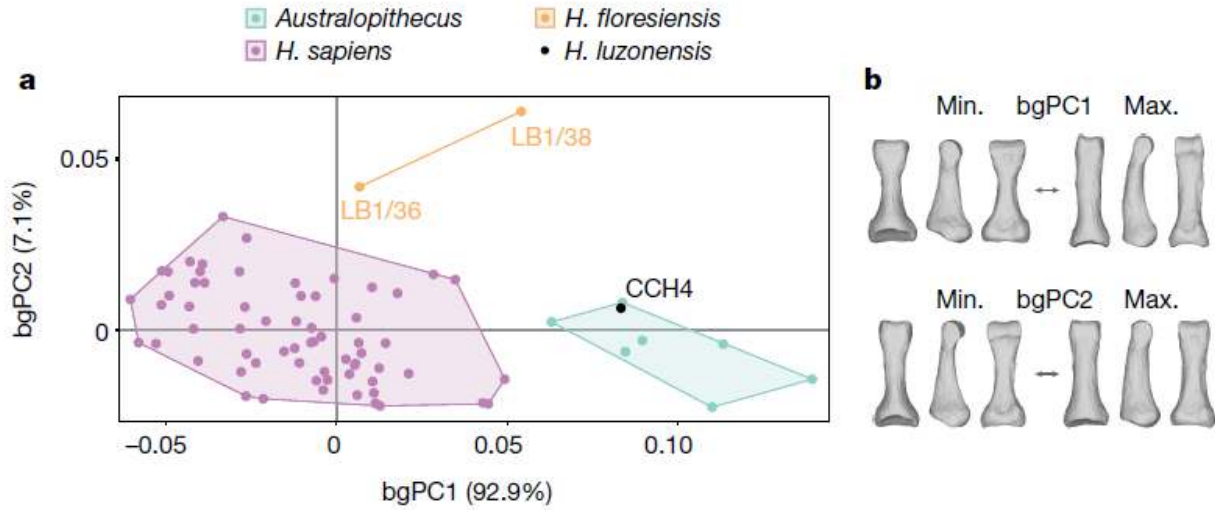 Australopithecus
H. floresiensis
H. sapiens
H. luzonensis
a
b
Min. bgPC1 Max.
LB1/38
0.05
LB1/36
bgPC2 (7.1%)
CCH4
Min. bgPC2 Max.
0
−0.05
0
0.05
0.10
bgPC1 (92.9%)